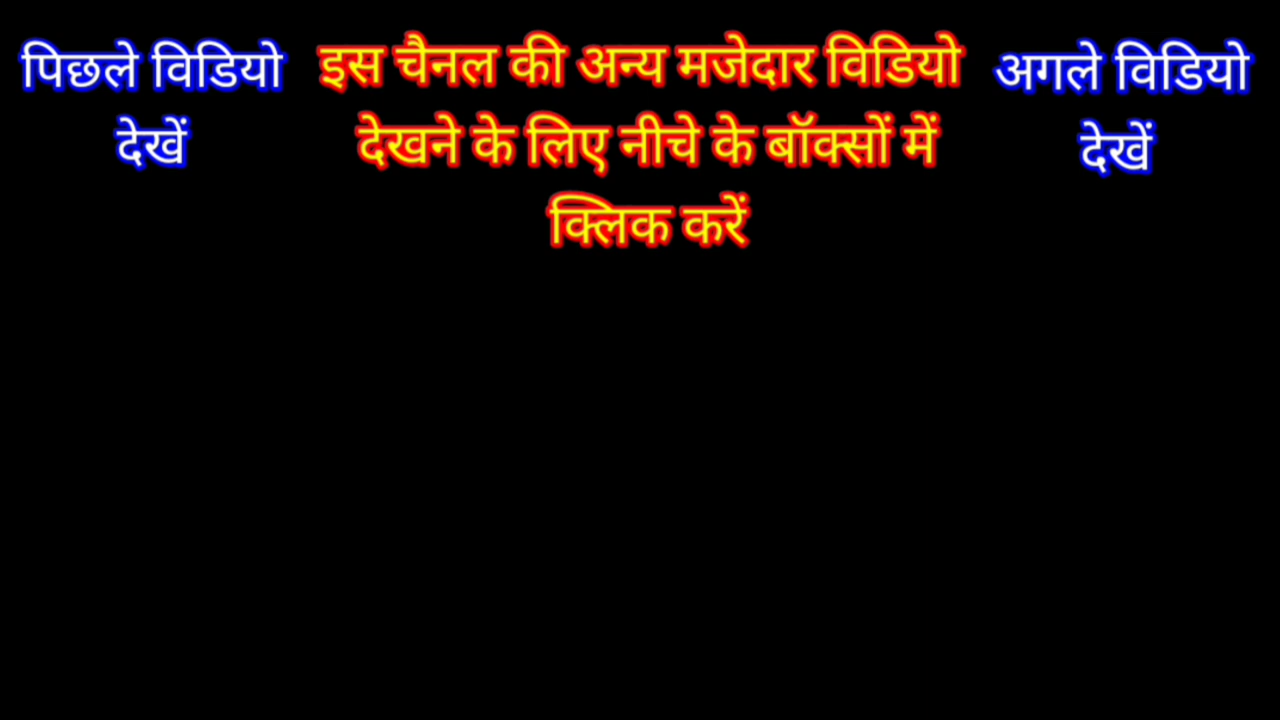 पिछले विडियो
देखें
इस चैनल की अन्य मजेदार विडियो
देखने के लिए नीचे के बॉक्सों में
क्लिक करें
अगले विडियो
देखें